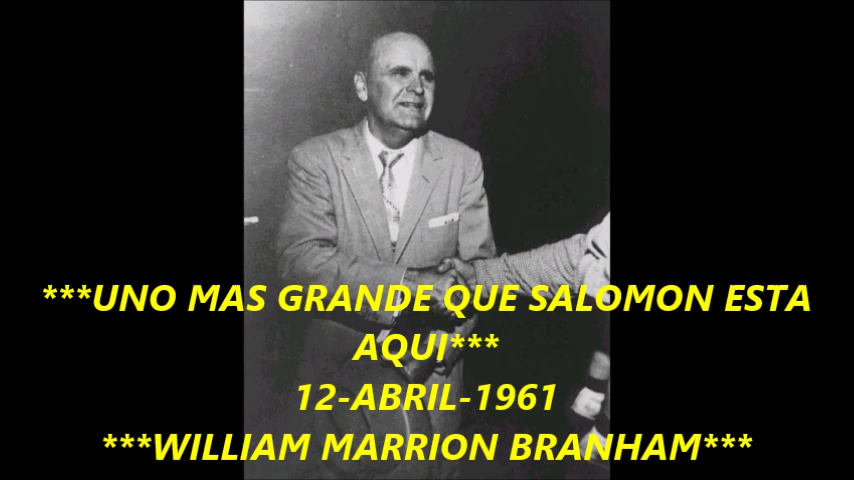 ***UNO MAS GRANDE QUE SALOMON ESTA
AQUI***
12-ABRIL-1961
***WILLIAM MARRION BRANHAM***